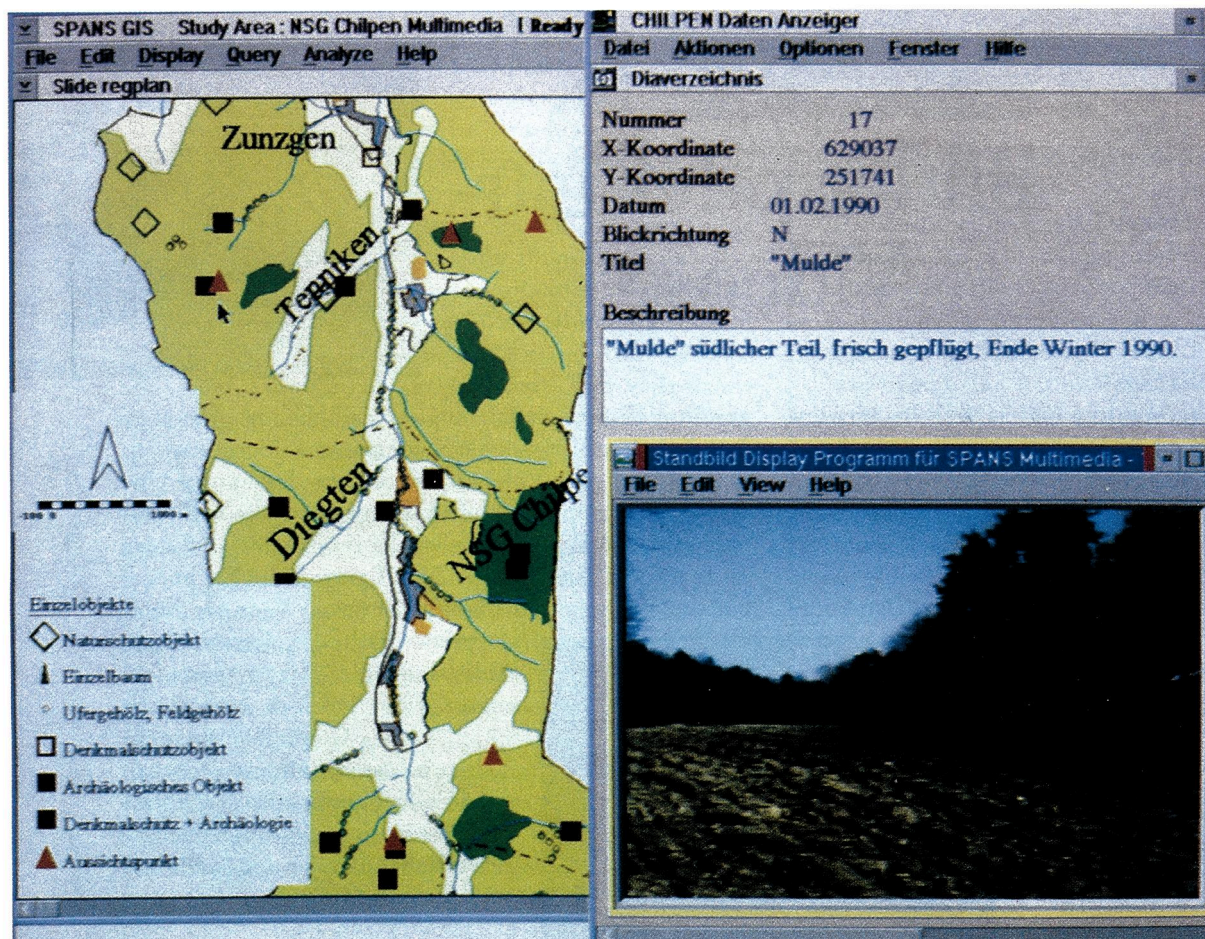 SPANS GIS Study Area : NSG Chilpen Multimedia [ Ready
File Edit Display Query Analyze Help
Slide regplan
Zunzgen
Tenniken
Diegten
NSG Chilpe
1000 m
Einzelobjekte
Naturschutzobjekt
Einzelbaum
Ufergehölz, Feldgehölz
Denkmalschutzobjekt
Archäologisches Objekt
Denkmalschutz + Archäologie
Aussichtspunkt
CHILPEN Daten Anzeiger
Datei Aktionen Optionen Fenster Hilfe
Diaverzeichnis
Nummer 17
X-Koordinate 629037
Y-Koordinate 251741
Datum 01.02.1990
Blickrichtung N
Titel "Mulde"
Beschreibung
"Mulde" südlicher Teil, frisch gepflügt, Ende Winter 1990.
Standbild Display Programm für SPANS Multimedia -
File Edit View Help